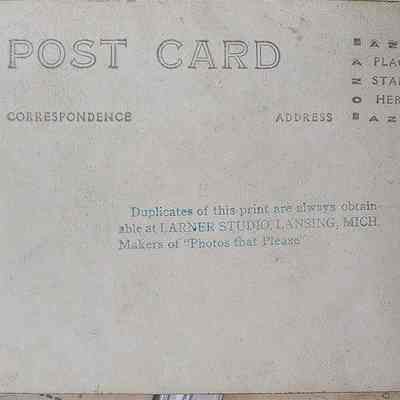 POST CARD
PLA
STA
HER
CORRESPONDENCE
ADDRESS
Duplicates of this print are always obtain-
able at LARNER STUDIO, LANSING, MICH.
Makers of "Photos that Please"